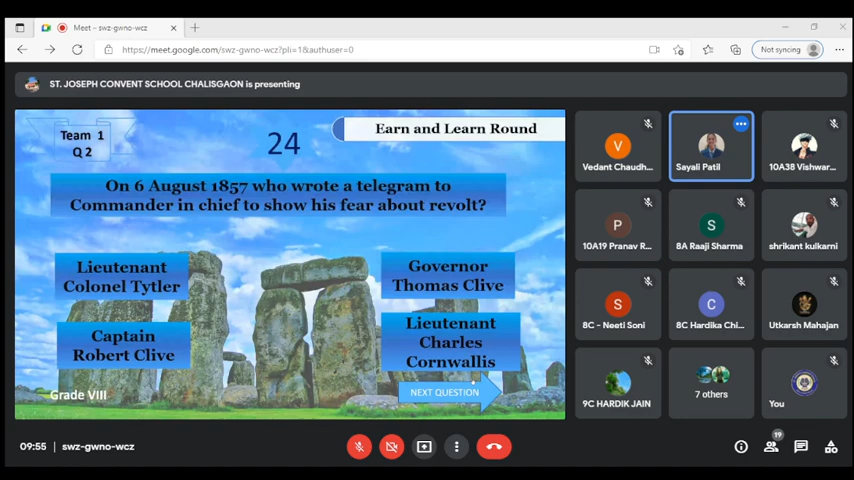 Meet – swz-gwno-wcz
https://meet.google.com/swz-gwno-wcz?pli=1&authuser=0
Not syncing
ST. JOSEPH CONVENT SCHOOL CHALISGAON is presenting
Team 1
Q 2
24
Earn and Learn Round
On 6 August 1857 who wrote a telegram to
Commander in chief to show his fear about revolt?
Lieutenant
Colonel Tytler
Governor
Thomas Clive
Captain
Robert Clive
Lieutenant
Charles
Cornwallis
NEXT QUESTION
Grade VIII
V
Vedant Chaudh...
Sayali Patil
10A38 Vishwar...
P
10A19 Pranav R...
S
8A Raaji Sharma
shrikant kulkarni
S
8C - Neeti Soni
C
8C Hardika Chi...
Utkarsh Mahajan
9C HARDIK JAIN
7 others
You
09:55 | swz-gwno-wcz
19